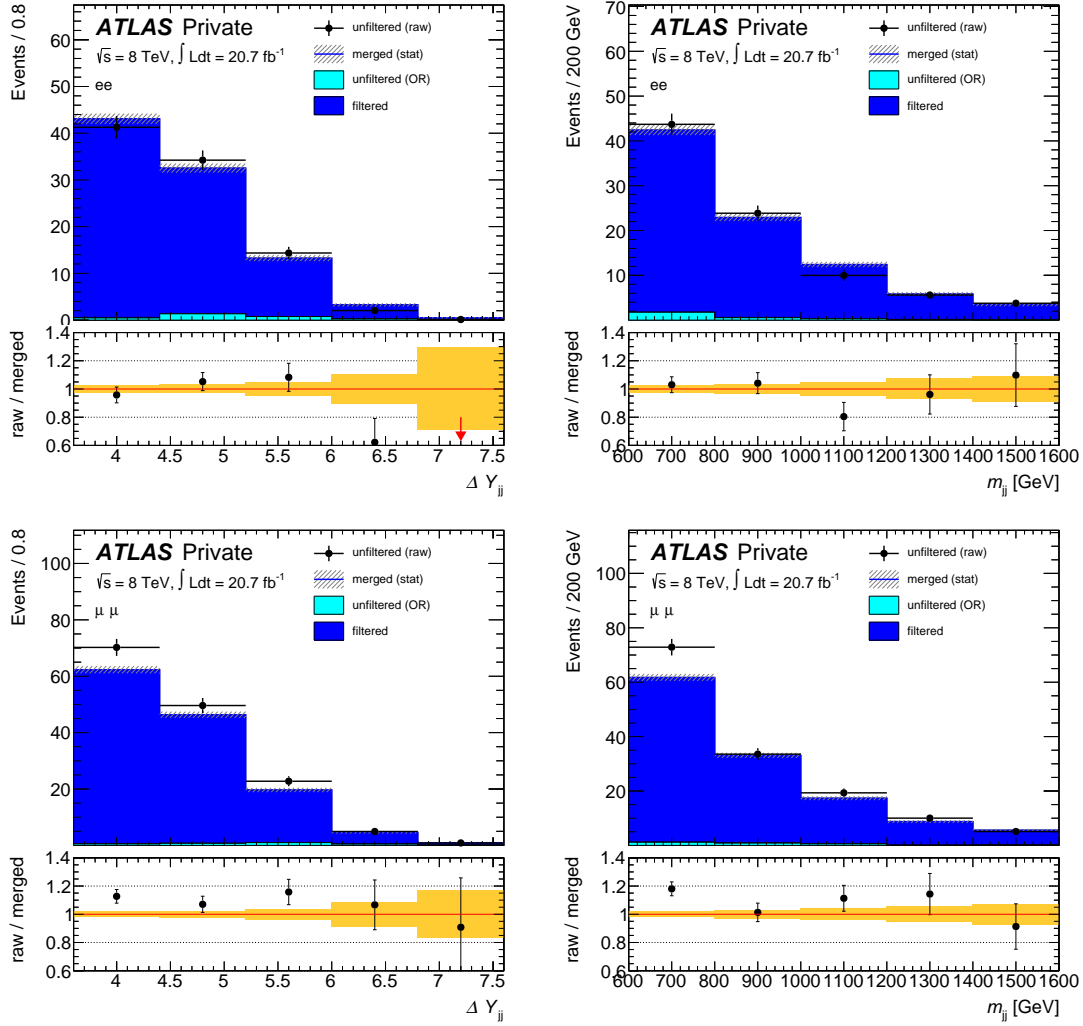 Events / 0.8
ATLAS Private
√s = 8 TeV, ∫ Ldt = 20.7 fb⁻¹
ee
unfiltered (raw)
merged (stat)
unfiltered (OR)
filtered
60
50
40
30
20
10
0
raw / merged
1.4
1.2
1
0.8
0.6
4 4.5 5 5.5 6 6.5 7 7.5
Δ Y_jj
Events / 200 GeV
ATLAS Private
√s = 8 TeV, ∫ Ldt = 20.7 fb⁻¹
ee
unfiltered (raw)
merged (stat)
unfiltered (OR)
filtered
70
60
50
40
30
20
10
raw / merged
1.4
1.2
1
0.8
0.6
600 700 800 900 1000 1100 1200 1300 1400 1500 1600
m_jj [GeV]
Events / 0.8
ATLAS Private
√s = 8 TeV, ∫ Ldt = 20.7 fb⁻¹
μ μ
unfiltered (raw)
merged (stat)
unfiltered (OR)
filtered
100
80
60
40
20
raw / merged
1.4
1.2
1
0.8
0.6
4 4.5 5 5.5 6 6.5 7 7.5
Δ Y_jj
Events / 200 GeV
ATLAS Private
√s = 8 TeV, ∫ Ldt = 20.7 fb⁻¹
μ μ
unfiltered (raw)
merged (stat)
unfiltered (OR)
filtered
100
80
60
40
20
raw / merged
1.4
1.2
1
0.8
0.6
600 700 800 900 1000 1100 1200 1300 1400 1500 1600
m_jj [GeV]